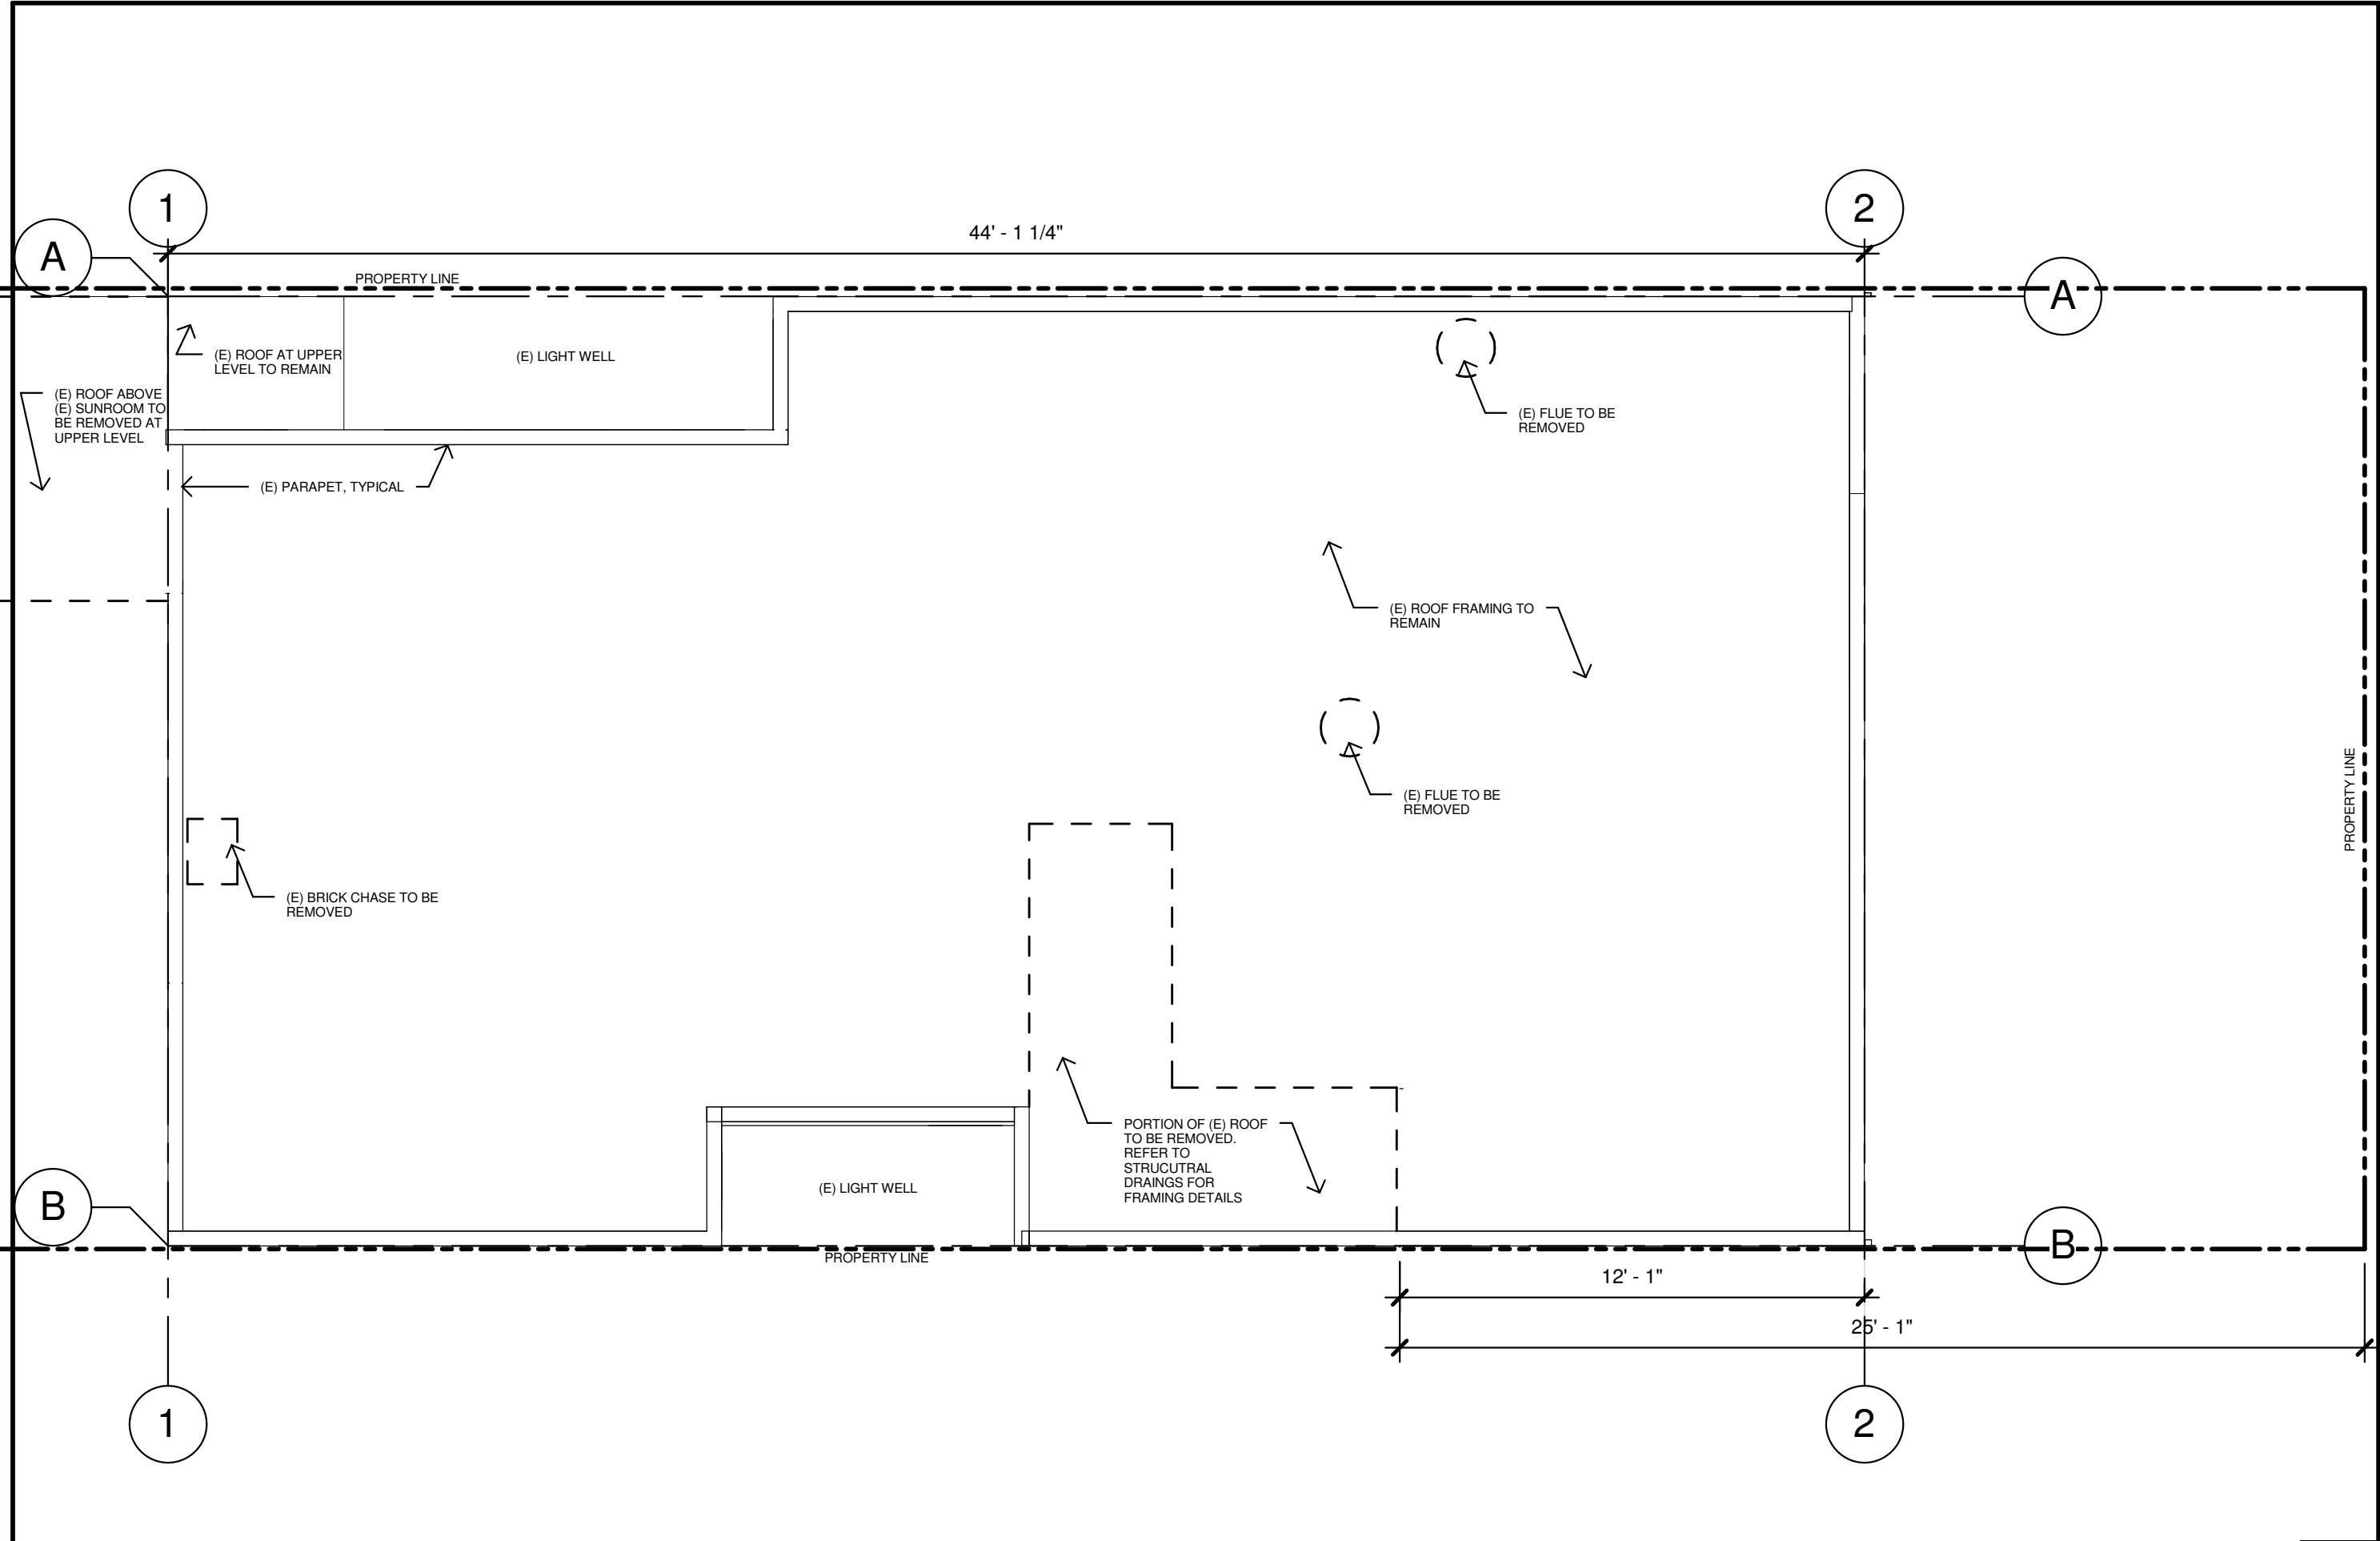 1
2
44' - 1 1/4"
A
PROPERTY LINE
A
(E) ROOF AT UPPER
LEVEL TO REMAIN
(E) LIGHT WELL
(E) ROOF ABOVE
(E) SUNROOM TO
BE REMOVED AT
UPPER LEVEL
(E) FLUE TO BE
REMOVED
(E) PARAPET, TYPICAL
(E) ROOF FRAMING TO
REMAIN
(E) FLUE TO BE
REMOVED
PROPERTY LINE
(E) BRICK CHASE TO BE
REMOVED
PORTION OF (E) ROOF
TO BE REMOVED.
REFER TO
STRUCUTRAL
DRAINGS FOR
FRAMING DETAILS
(E) LIGHT WELL
B
B
PROPERTY LINE
12' - 1"
25' - 1"
1
2